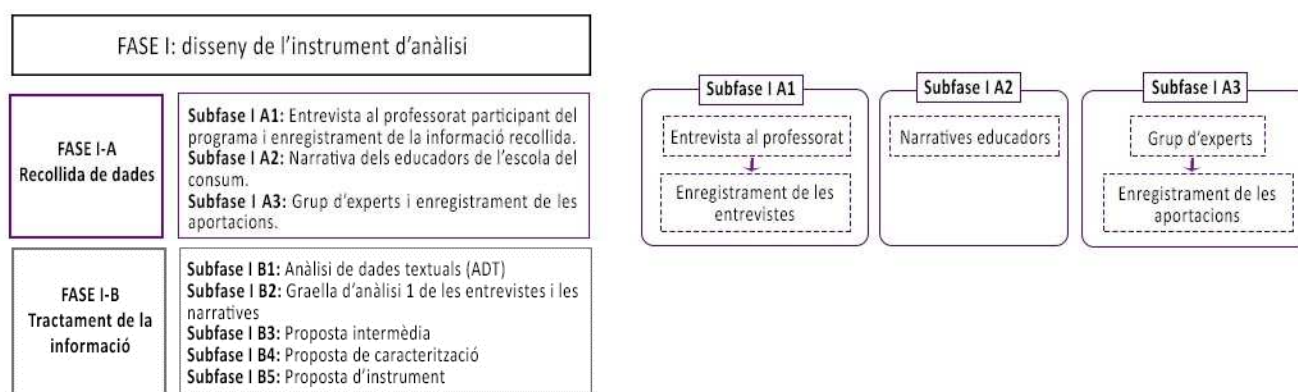 FASE I: disseny de l'instrument d'anàlisi
FASE I-A
Recollida de dades
Subfase I A1: Entrevista al professorat participant del
programa i enregistrament de la informació recollida.
Subfase I A2: Narrativa dels educadors de l'escola del
consum.
Subfase I A3: Grup d'experts i enregistrament de les
aportacions.
FASE I-B
Tractament de la
informació
Subfase I B1: Anàlisi de dades textuals (ADT)
Subfase I B2: Graella d'anàlisi 1 de les entrevistes i les
narratives
Subfase I B3: Proposta intermèdia
Subfase I B4: Proposta de caracterització
Subfase I B5: Proposta d'instrument
Subfase I A1
Entrevista al professorat
Enregistrament de les
entrevistes
Subfase I A2
Narratives educadors
Subfase I A3
Grup d'experts
Enregistrament de les
aportacions